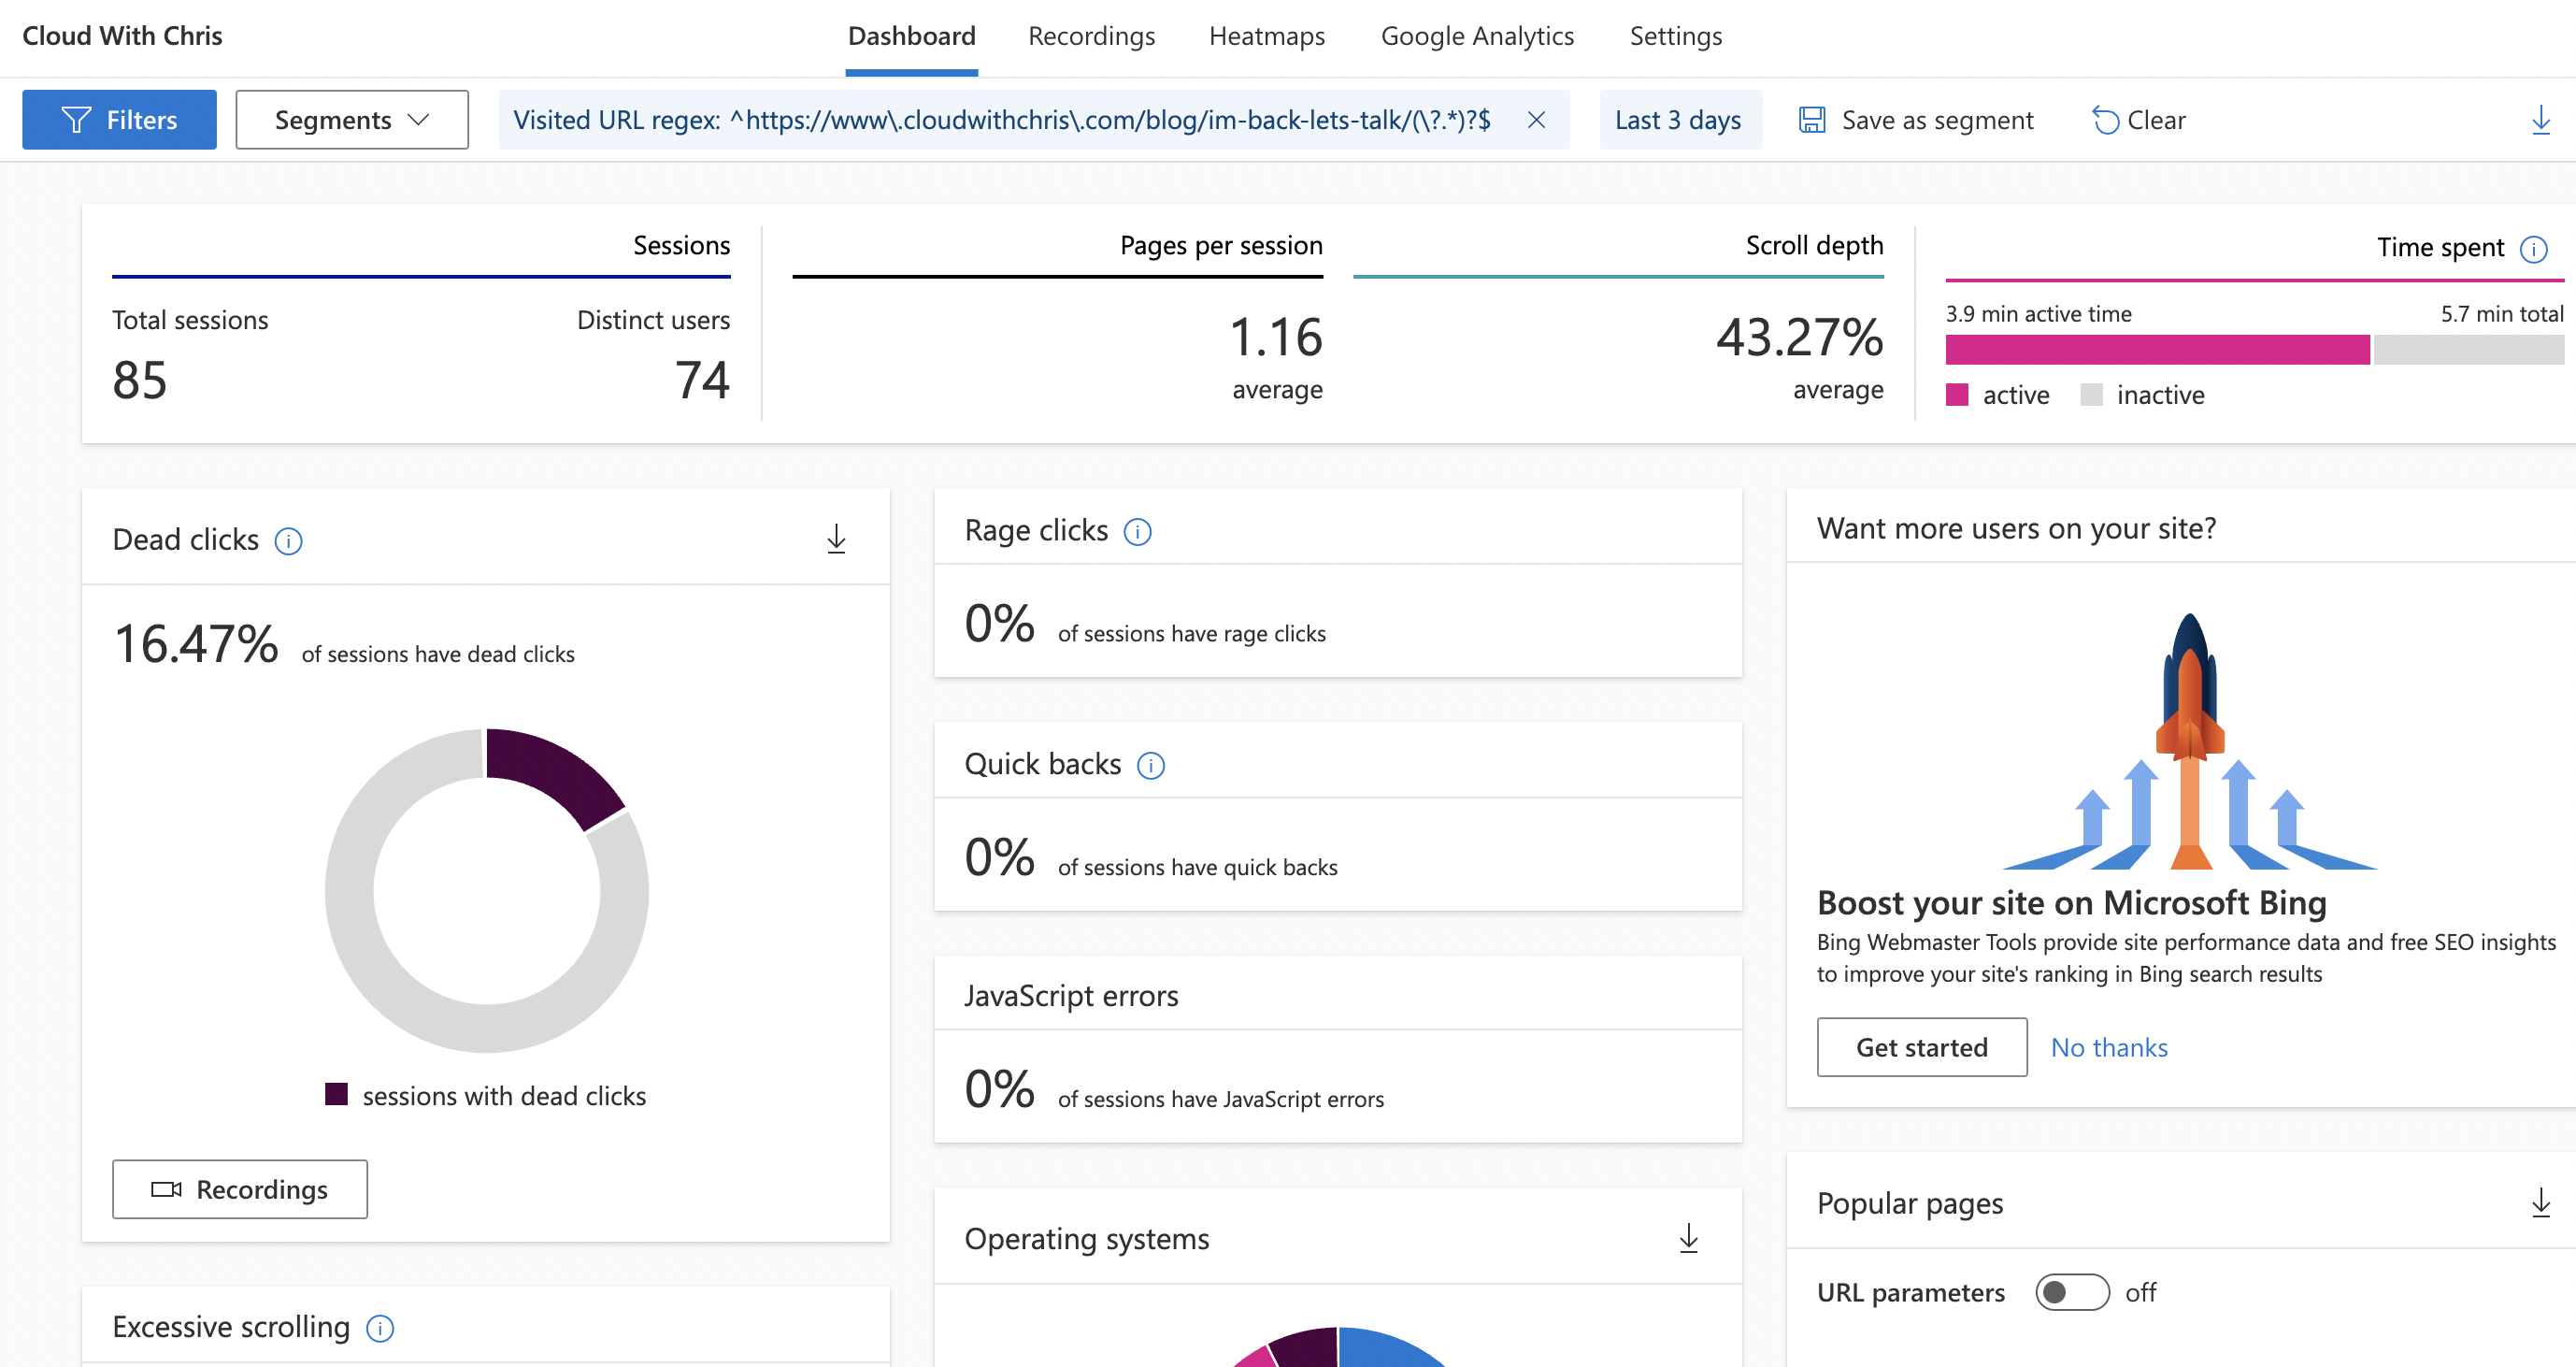 Cloud With Chris
Dashboard
Recordings
Heatmaps
Google Analytics
Settings
Filters
Segments
Visited URL regex: ^https://www\.cloudwithchris\.com/blog/im-back-lets-talk/(\?.*)?$
Last 3 days
Save as segment
Clear
Sessions
Total sessions
Distinct users
85
74
Pages per session
1.16
average
Scroll depth
43.27%
average
Time spent
3.9 min active time
5.7 min total
active
inactive
Dead clicks
16.47% of sessions have dead clicks
sessions with dead clicks
Recordings
Excessive scrolling
Rage clicks
0% of sessions have rage clicks
Quick backs
0% of sessions have quick backs
JavaScript errors
0% of sessions have JavaScript errors
Operating systems
Want more users on your site?
Boost your site on Microsoft Bing
Bing Webmaster Tools provide site performance data and free SEO insights
to improve your site's ranking in Bing search results
Get started
No thanks
Popular pages
URL parameters
off